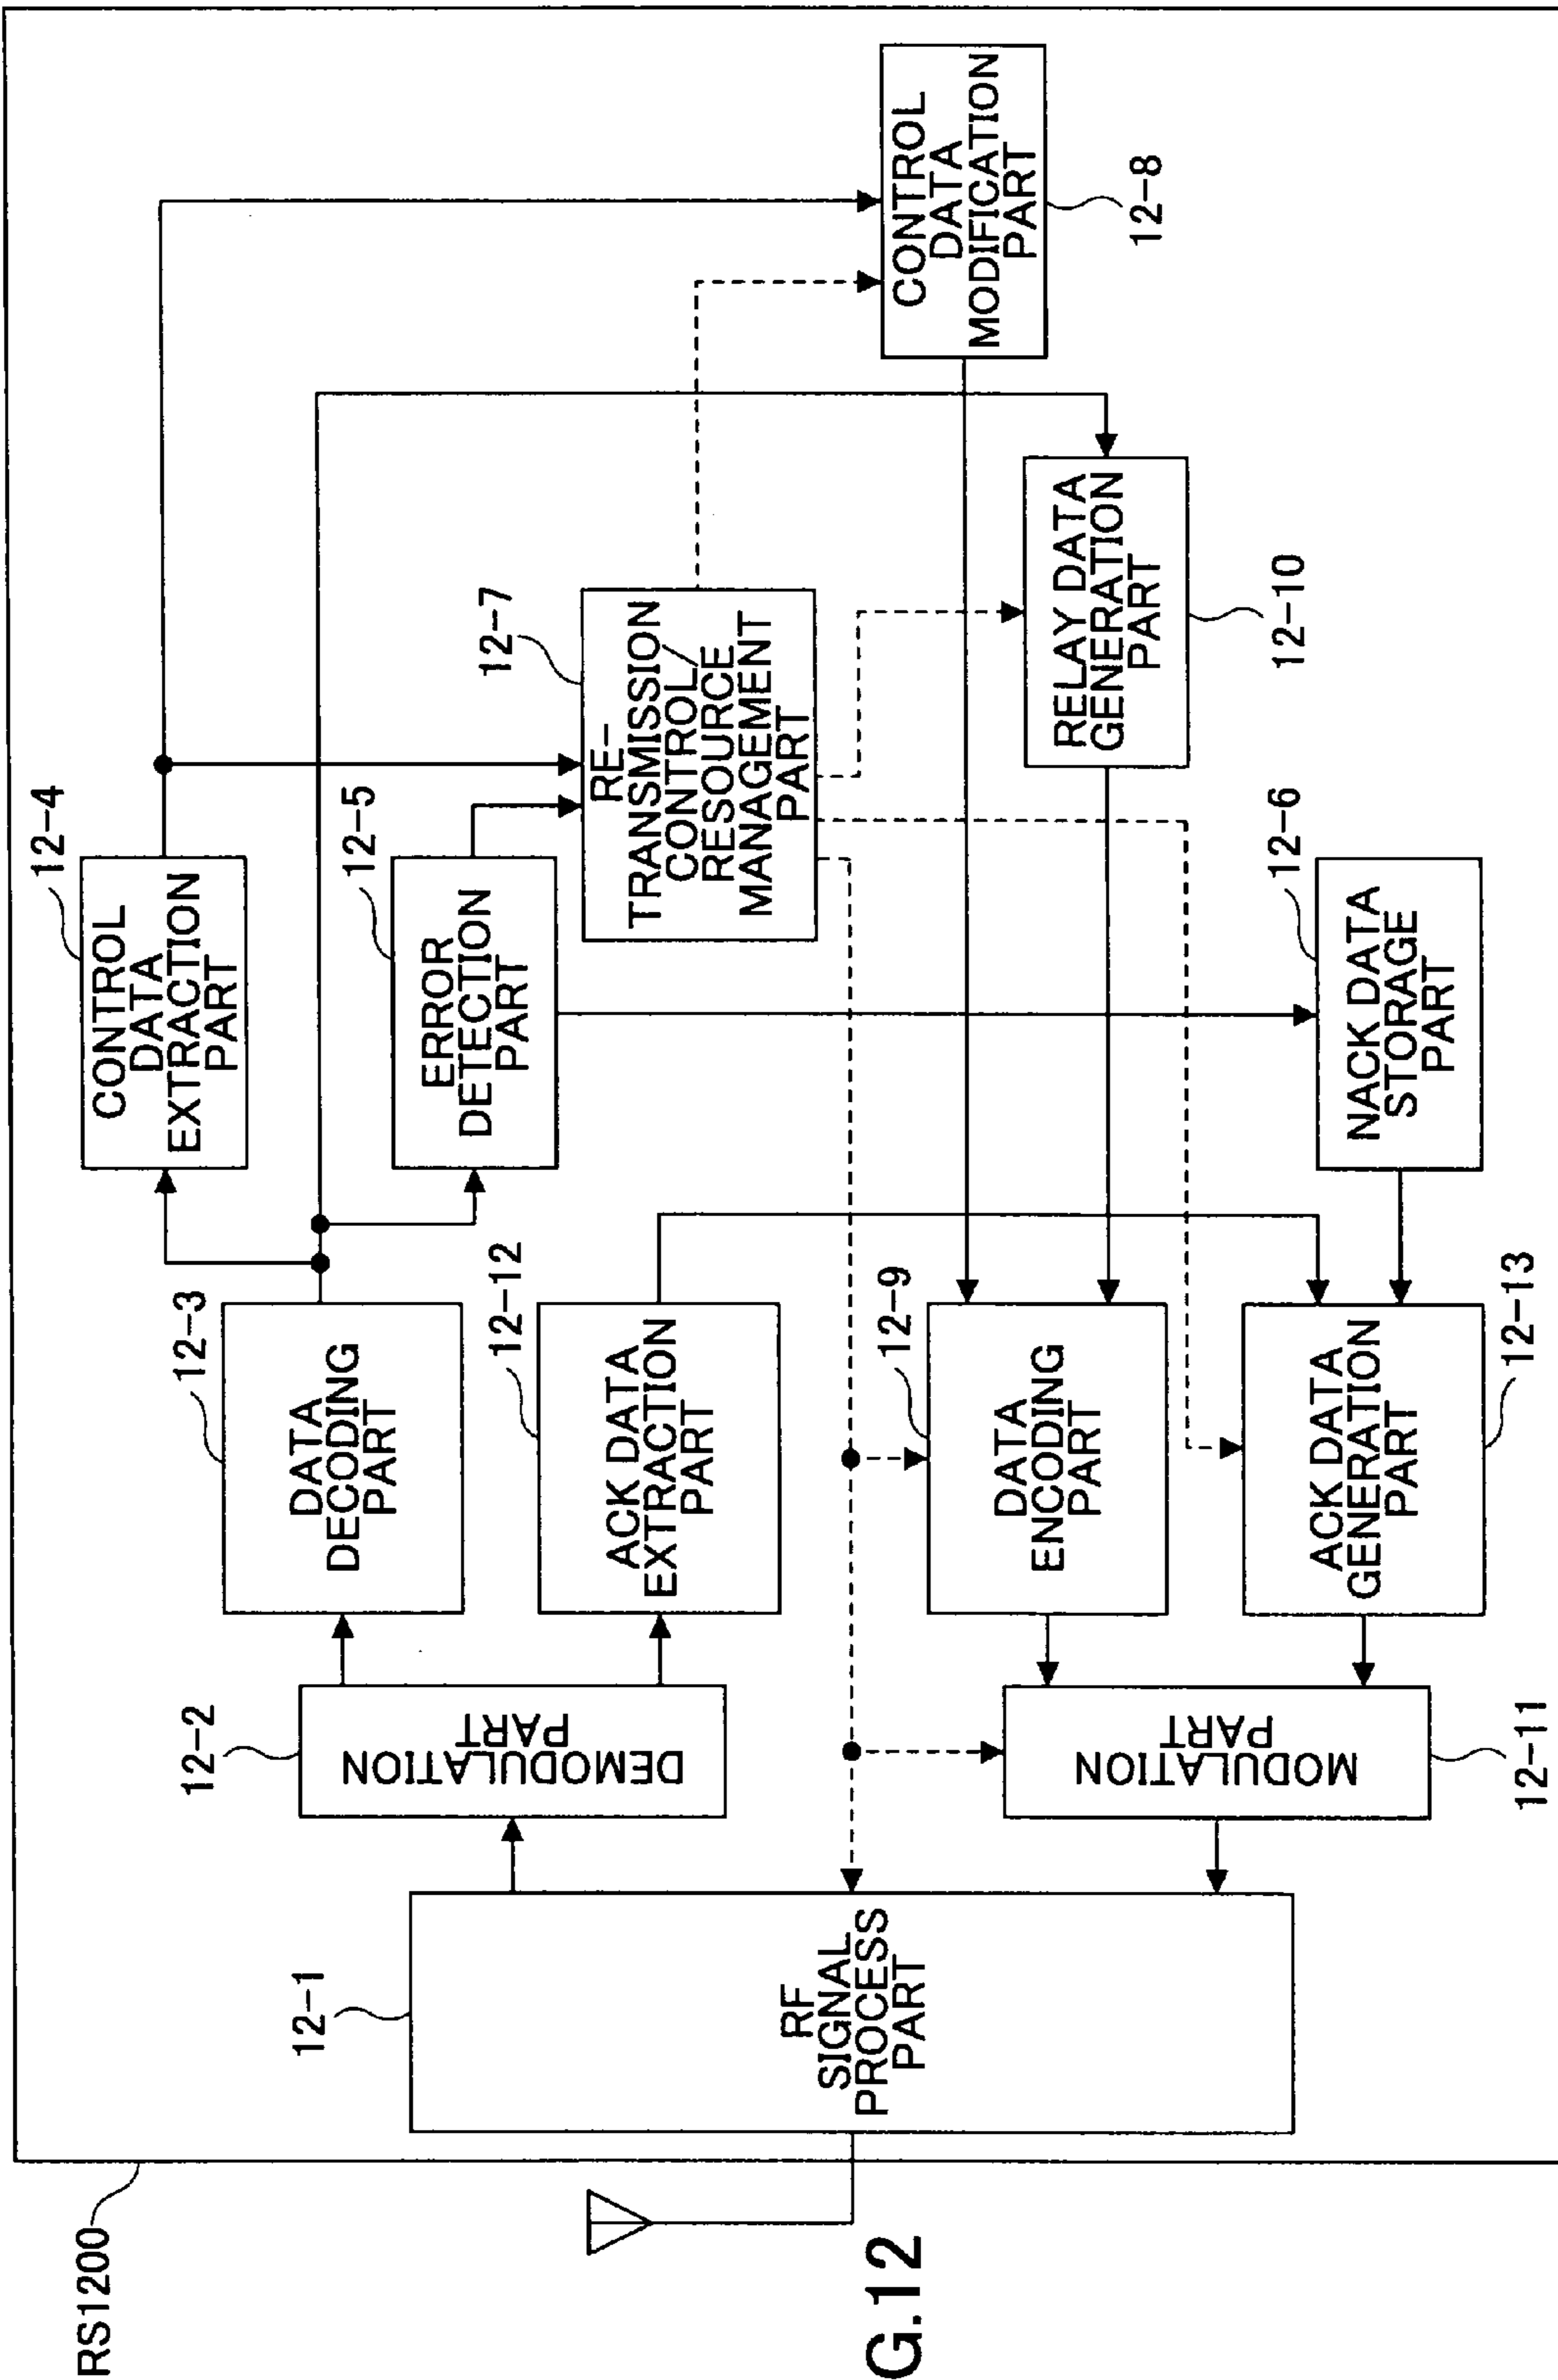 G.12
RS1200
12-1
RF
SIGNAL
PROCESS
PART
12-2
DEMODULATION
PART
12-3
DATA
DECODING
PART
12-4
CONTROL
DATA
EXTRACTION
PART
12-5
ERROR
DETECTION
PART
12-12
ACK DATA
EXTRACTION
PART
12-7
RE-
TRANSMISSION
CONTROL/
RESOURCE
MANAGEMENT
PART
CONTROL
DATA
MODIFICATION
PART
12-8
12-9
DATA
ENCODING
PART
RELAY DATA
GENERATION
PART
12-10
12-6
NACK DATA
STORAGE
PART
MODULATION
PART
12-11
ACK DATA
GENERATION
PART
12-13